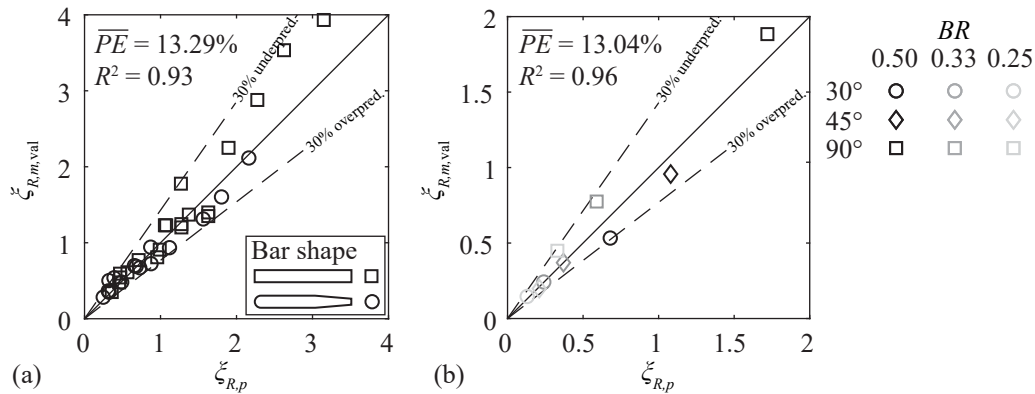 4
3
2
1
0
ξR,m,val
PE = 13.29%
R² = 0.93
30% underpred.
30% overpred.
Bar shape
0 1 2 3 4
ξR,p
(a)
2
1.5
1
0.5
0
ξR,m,val
PE = 13.04%
R² = 0.96
30% underpred.
30% overpred.
0 0.5 1 1.5 2
ξR,p
(b)
BR
0.50 0.33 0.25
30°
45°
90°